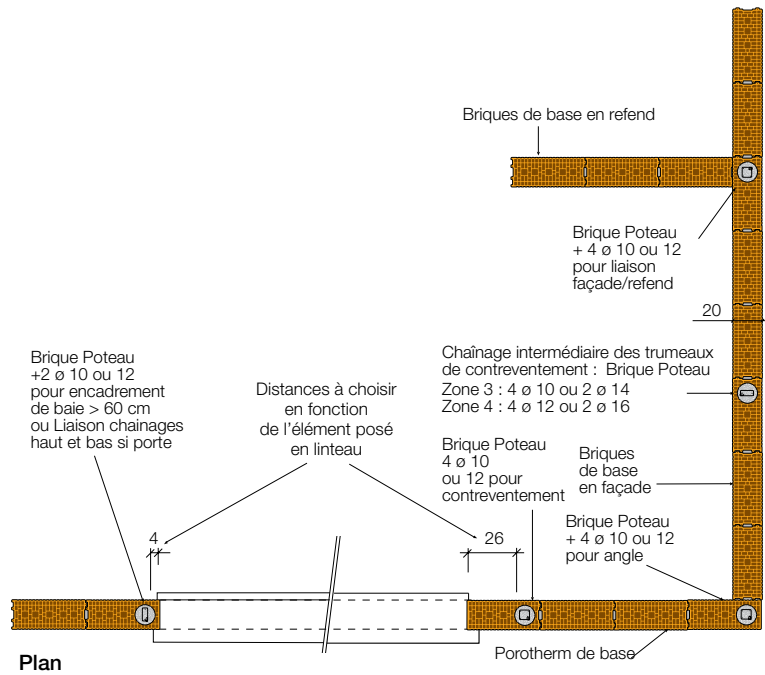 Briques de base en refend
Brique Poteau
+ 4 ø 10 ou 12
pour liaison
façade/refend
20
Chaînage intermédiaire des trumeaux
de contreventement : Brique Poteau
Zone 3 : 4 ø 10 ou 2 ø 14
Zone 4 : 4 ø 12 ou 2 ø 16
Brique Poteau
+2 ø 10 ou 12
pour encadrement
de baie > 60 cm
ou Liaison chainages
haut et bas si porte
Distances à choisir
en fonction
de l’élément posé
en linteau
Brique Poteau
4 ø 10
ou 12 pour
contreventement
Briques
de base
en façade
Brique Poteau
+ 4 ø 10 ou 12
pour angle
4
26
Porotherm de base
Plan